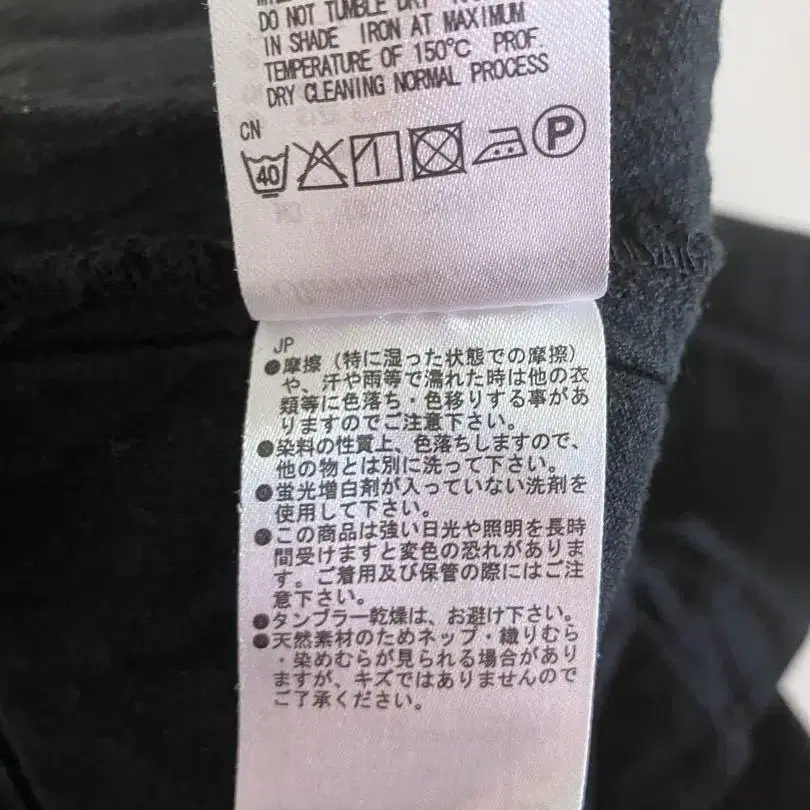 DO NOT TUMBLE DRY
IN SHADE IRON AT MAXIMUM
TEMPERATURE OF 150℃ PROF.
DRY CLEANING NORMAL PROCESS
CN
40 P
JP
●摩擦（特に湿った状態での摩擦）
や、汗や雨等で濡れた時は他の衣
類等に色落ち・色移りする事があ
りますのでご注意下さい。
●染料の性質上、色落ちしますので、
他の物とは別に洗って下さい。
●蛍光増白剤が入っていない洗剤を
使用して下さい。
●この商品は強い日光や照明を長時
間受けますと変色の恐れがありま
す。ご着用及び保管の際にはご注
意下さい。
●タンブラー乾燥は、お避け下さい。
●天然素材のためネップ・織りむら
・染めむらが見られる場合があり
ますが、キズではありませんので
ご了承ください。